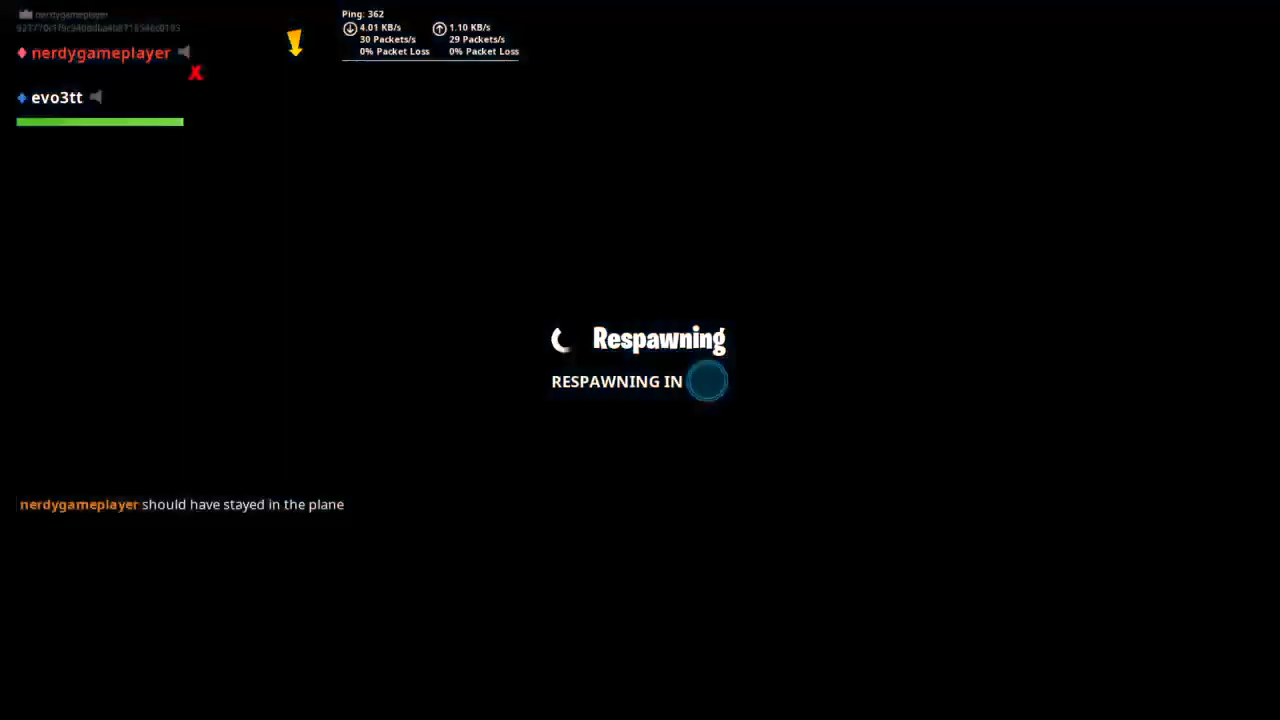 nerdygameplayer
nerdygameplayer
X
evo3tt
Ping: 362
4.01 KB/s
1.10 KB/s
30 Packets/s
29 Packets/s
0% Packet Loss
0% Packet Loss
Respawning
RESPAWNING IN
nerdygameplayer should have stayed in the plane